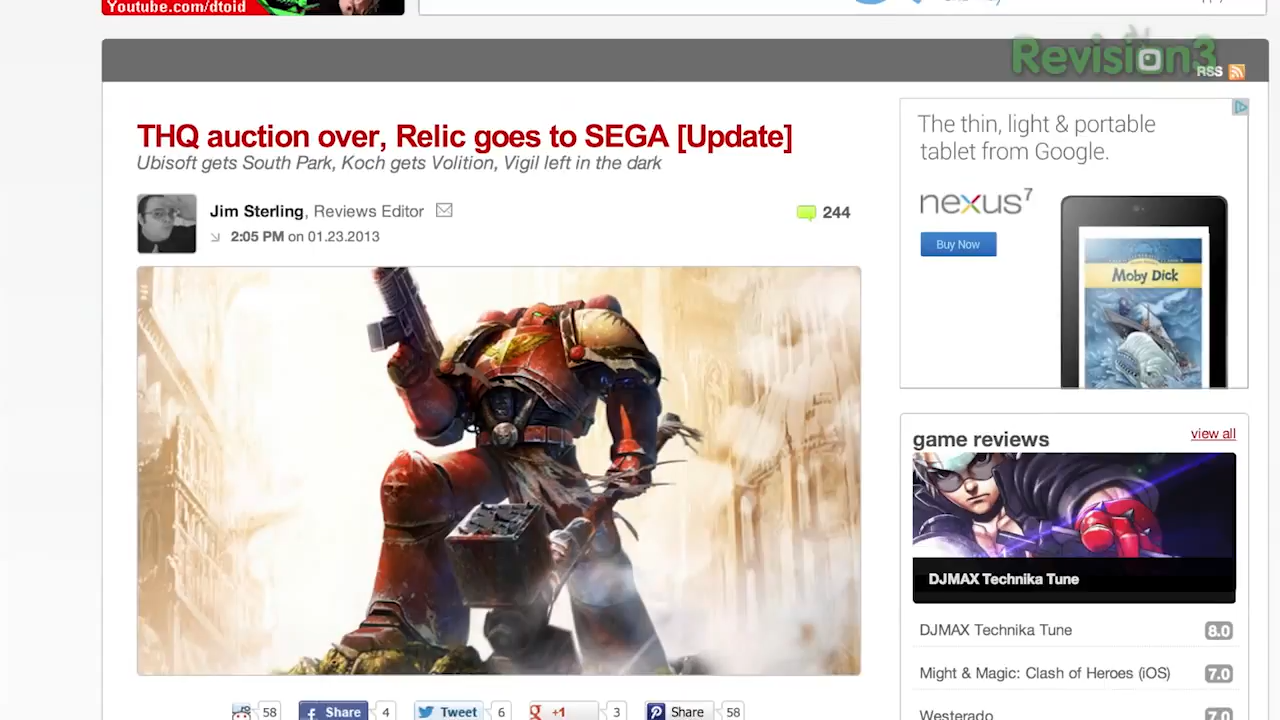 Youtube.com/dtoid
Revision3
RSS
THQ auction over, Relic goes to SEGA [Update]
Ubisoft gets South Park, Koch gets Volition, Vigil left in the dark
Jim Sterling, Reviews Editor
244
2:05 PM on 01.23.2013
The thin, light & portable
tablet from Google.
nexus7
Buy Now
Moby Dick
game reviews
view all
DJMAX Technika Tune
DJMAX Technika Tune
8.0
Might & Magic: Clash of Heroes (iOS)
7.0
Westerado
7.0
58
Share
4
Tweet
6
+1
3
Share
58